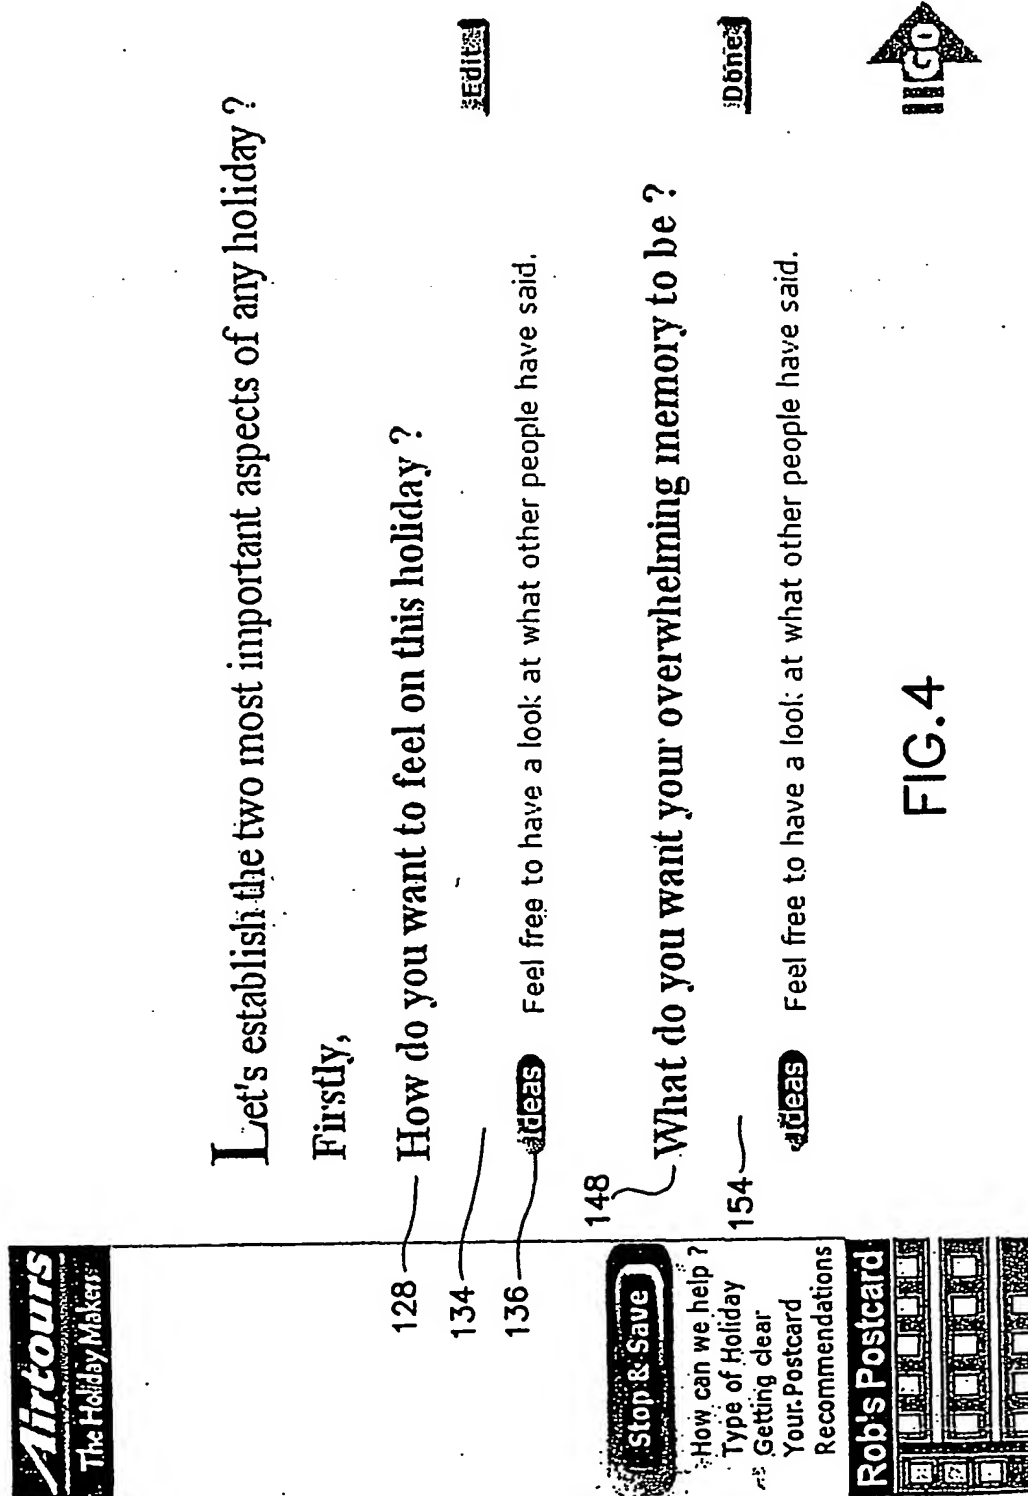 Airtours
The Holiday Makers
Let's establish the two most important aspects of any holiday ?
Firstly,
128
How do you want to feel on this holiday ?
134
Edit
136
Ideas
Feel free to have a look at what other people have said.
148
What do you want your overwhelming memory to be ?
154
Done
Ideas
Feel free to have a look at what other people have said.
Stop & Save
How can we help ?
Type of Holiday
Getting clear
Your Postcard
Recommendations
Rob's Postcard
GO
FIG.4